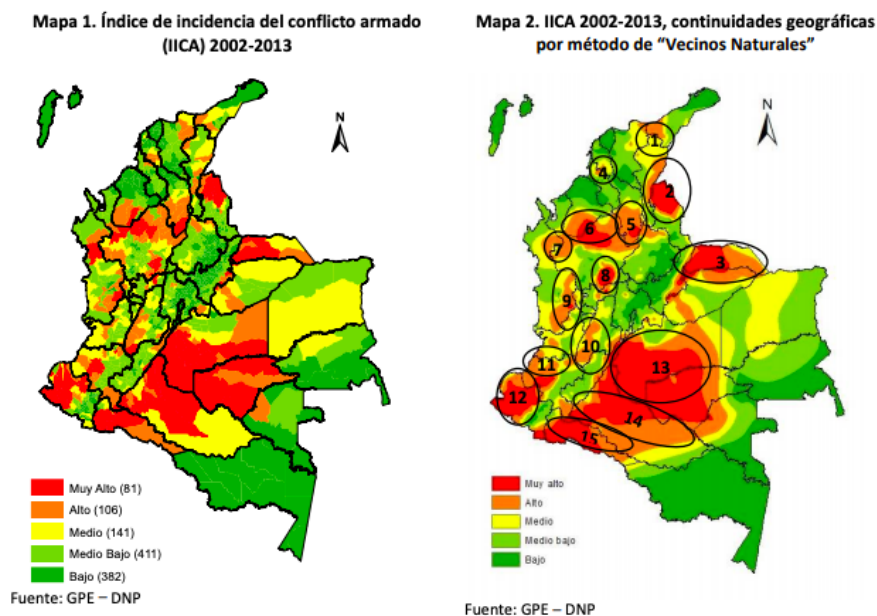 Mapa 1. Índice de incidencia del conflicto armado
(IICA) 2002-2013
N
Muy Alto (81)
Alto (106)
Medio (141)
Medio Bajo (411)
Bajo (382)
Fuente: GPE – DNP
Mapa 2. IICA 2002-2013, continuidades geográficas
por método de “Vecinos Naturales”
N
1
4
2
6
5
7
3
8
9
10
11
13
12
14
15
Muy alto
Alto
Medio
Medio bajo
Bajo
Fuente: GPE – DNP